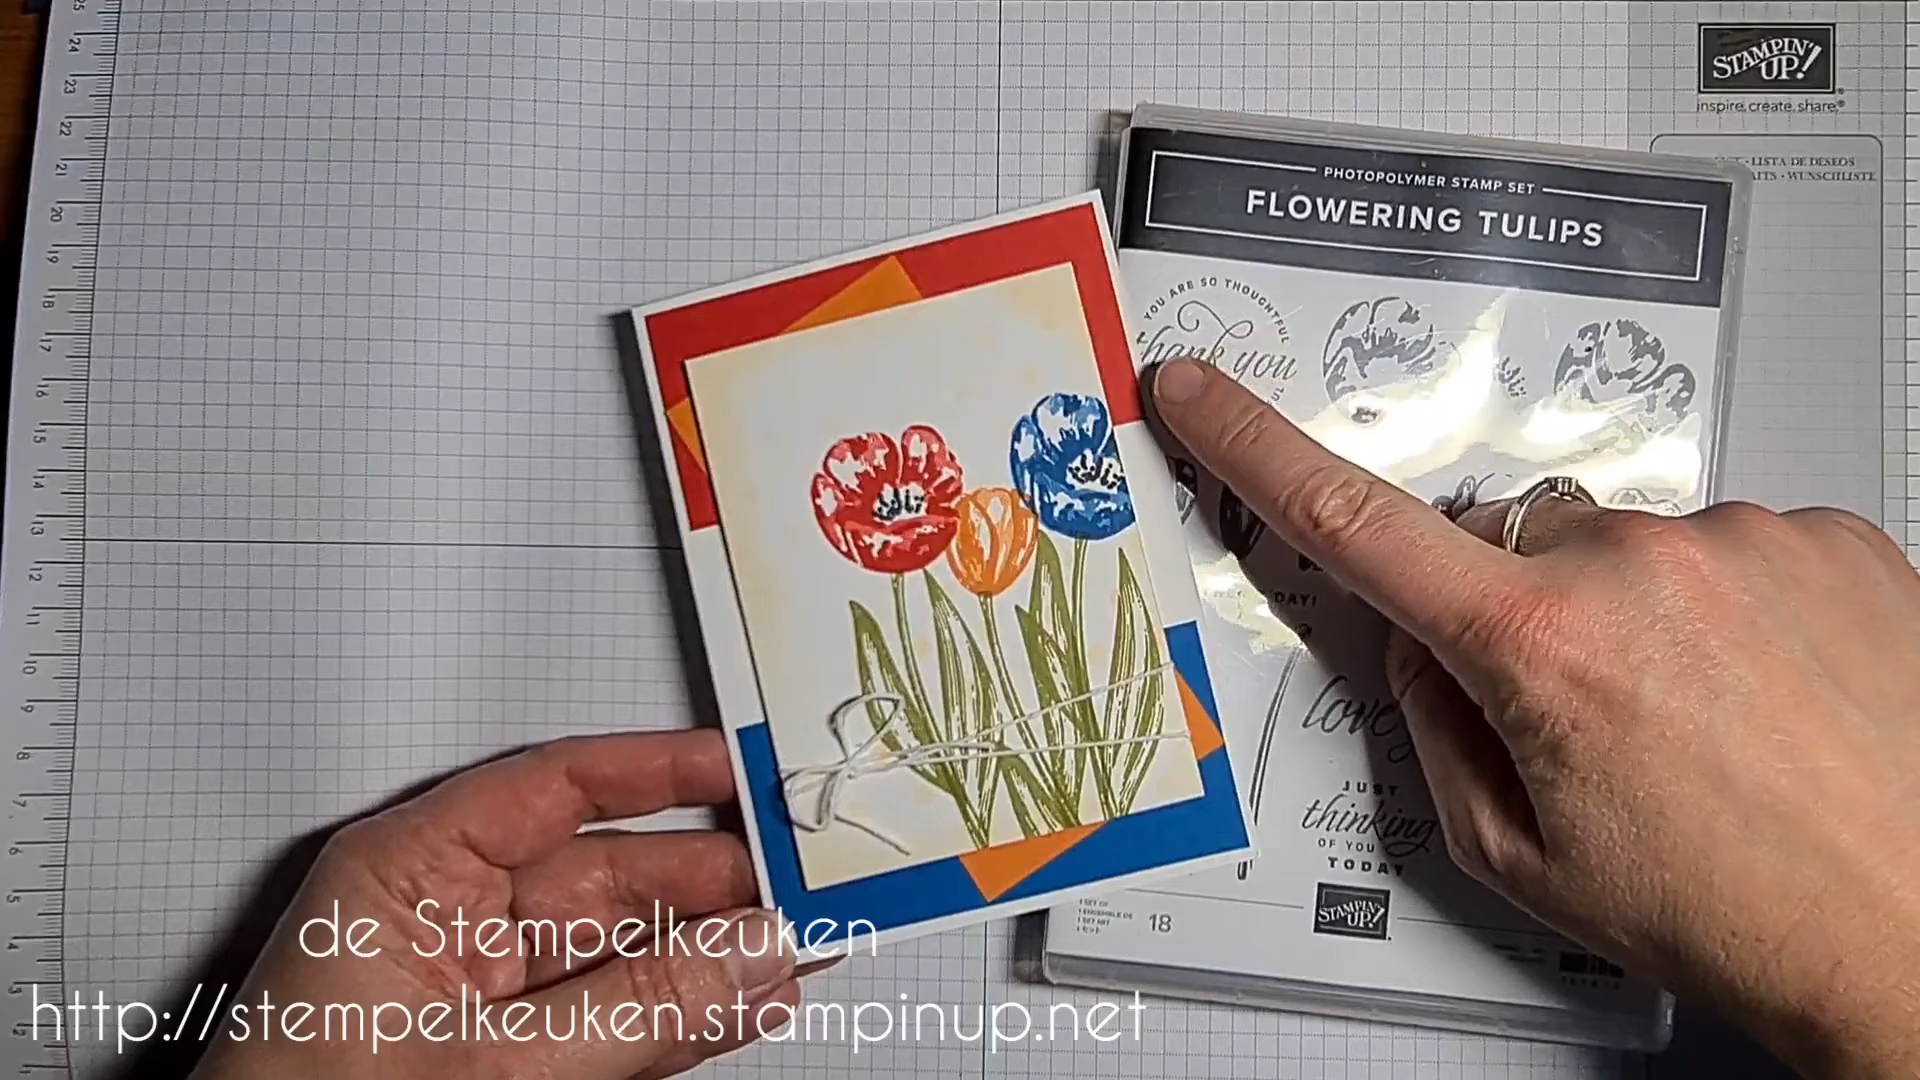 STAMPIN' UP!®
inspire. create. share.®
LISTA DE DESEOS
WUNSCHLISTE
PHOTOPOLYMER STAMP SET
FLOWERING TULIPS
YOU ARE SO THOUGHTFUL
thank you
DAY!
love
JUST
thinking
OF YOU
TODAY
18
STAMPIN' UP!
de Stempelkeuken
http://stempelkeuken.stampinup.net